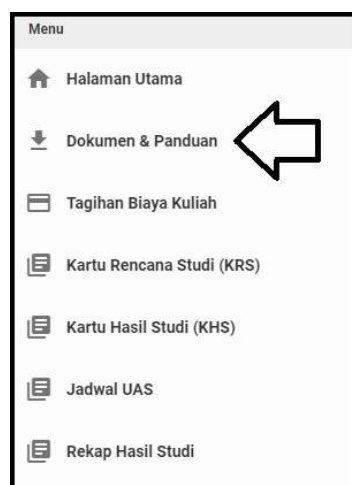 Menu
Halaman Utama
Dokumen & Panduan
Tagihan Biaya Kuliah
Kartu Rencana Studi (KRS)
Kartu Hasil Studi (KHS)
Jadwal UAS
Rekap Hasil Studi